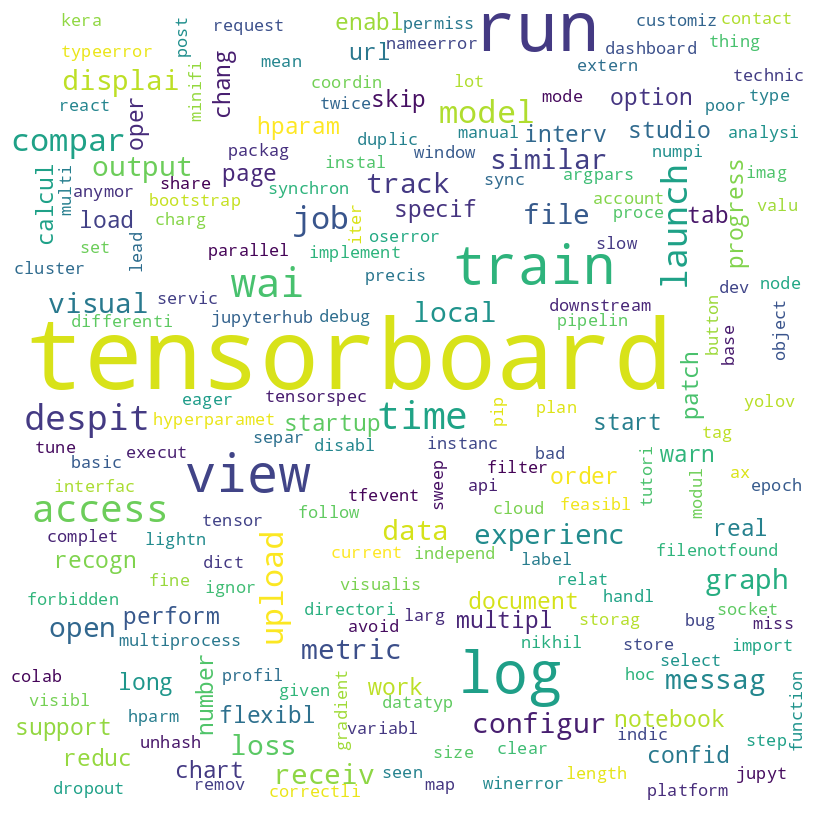 kera
post
request
enabl
permiss
run
customiz
contact
typeerror
url
nameerror
dashboard
thing
displai
minifi
chang
mean
extern
technic
react
oper
coordin
lot
twice
skip
model
mode
option
poor
type
compar
hparam
duplic
manual
interv
studio
numpi
analysi
output
packag
page
instal
window
similar
argpars
imag
calcul
multi
anymor
share
synchron
track
sync
account
proce
tab
progress
valu
load
bootstrap
charg
job
iter
specif
file
launch
set
lead
parallel
implement
oserror
slow
cluster
wai
precis
train
dev
node
visual
servic
local
downstream
button
base
object
differenti
jupyterhub
debug
pipelin
tensorboard
patch
eager
tensorspec
yolov
despit
hyperparamet
startup
time
pip
plan
start
tag
tune
execut
separ
disabl
instanc
bad
warn
basic
view
sweep
filter
order
tutori
ax
interfac
tfevent
api
cloud
feasibl
modul
epoch
access
follow
tensor
data
experienc
real
complet
lightn
upload
current
independ
label
filenotfound
recogn
dict
fine
ignor
visualis
relat
handl
graph
forbidden
directori
larg
document
storag
socket
perform
avoid
multipl
bug
miss
open
multiprocess
metric
nikhil
store
import
colab
long
number
profil
log
select
hoc
messag
visibl
given
gradient
work
datatyp
function
support
hparm
flexibl
variabl
configur
notebook
indic
unhash
loss
size
clear
confid
step
reduc
chart
receiv
seen
length
jupyt
dropout
remov
correctli
map
winerror
platform